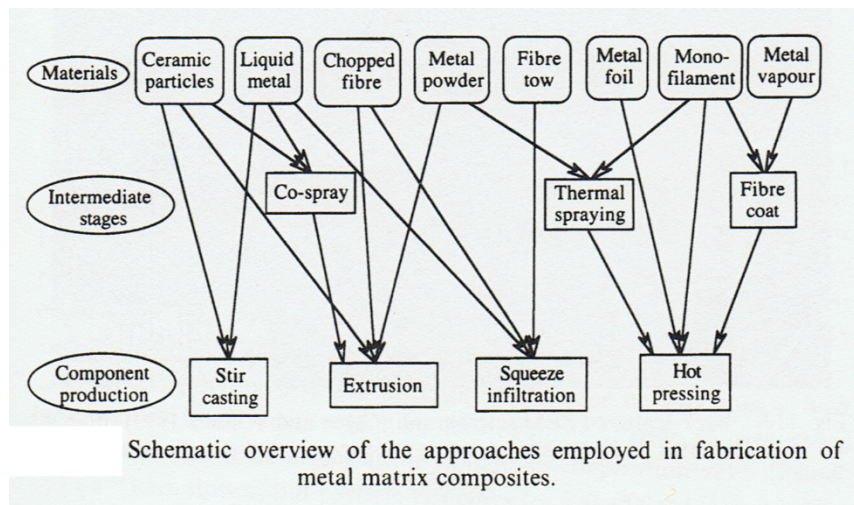 Materials
Ceramic
particles
Liquid
metal
Chopped
fibre
Metal
powder
Fibre
tow
Metal
foil
Mono-
filament
Metal
vapour
Intermediate
stages
Co-spray
Thermal
spraying
Fibre
coat
Component
production
Stir
casting
Extrusion
Squeeze
infiltration
Hot
pressing
Schematic overview of the approaches employed in fabrication of
metal matrix composites.